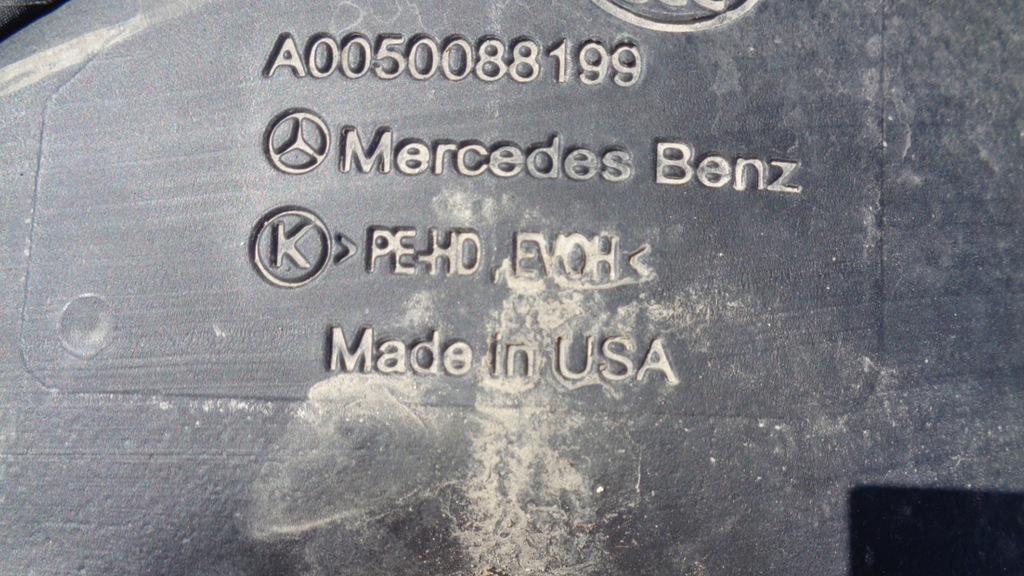 A0050088199
Mercedes Benz
K >PE-HD,EVOH<
Made in USA